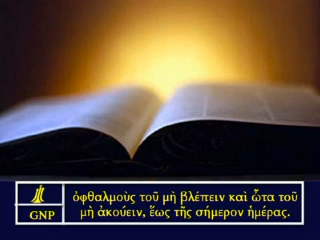 ὀφθαλμοὺς τοῦ μὴ βλέπειν καὶ ὦτα τοῦ
μὴ ἀκούειν, ἕως τῆς σήμερον ἡμέρας.
GNP